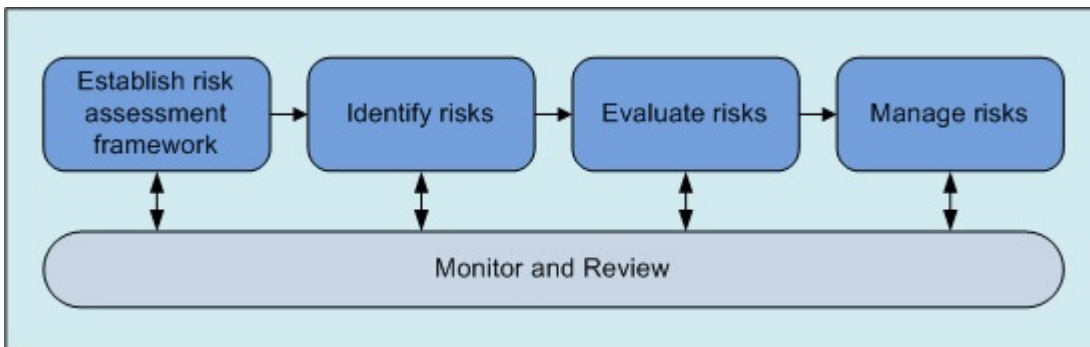 Establish risk
assessment
framework
Identify risks
Evaluate risks
Manage risks
Monitor and Review